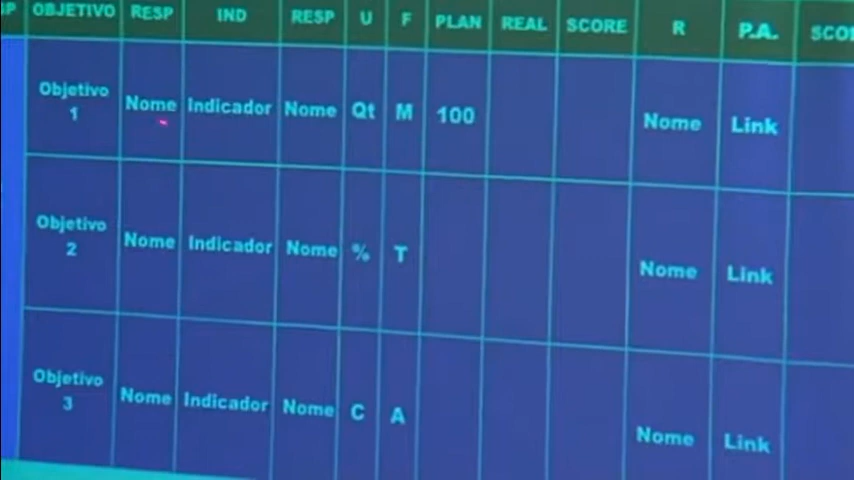 P OBJETIVO RESP IND RESP U F PLAN REAL SCORE R P.A. SCO
Objetivo 1 Nome Indicador Nome Qt M 100 Nome Link
Objetivo 2 Nome Indicador Nome % T Nome Link
Objetivo 3 Nome Indicador Nome C A Nome Link